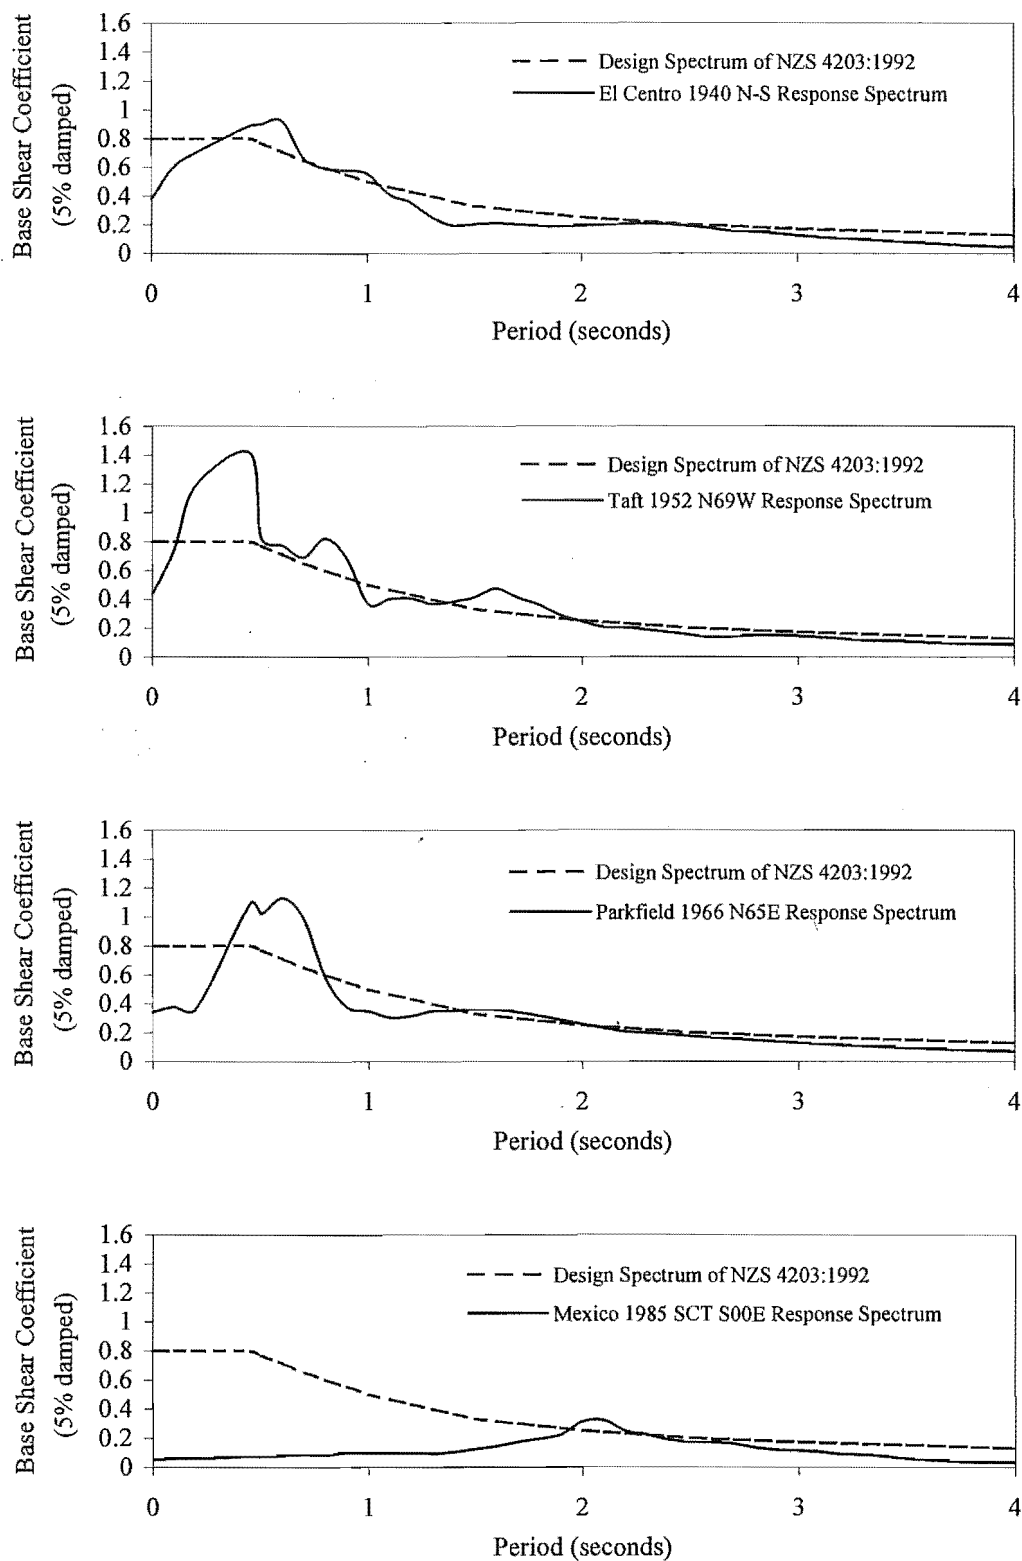 Base Shear Coefficient
(5% damped)
1.6
1.4
1.2
1
0.8
0.6
0.4
0.2
0
Design Spectrum of NZS 4203:1992
El Centro 1940 N-S Response Spectrum
0 1 2 3 4
Period (seconds)
Base Shear Coefficient
(5% damped)
1.6
1.4
1.2
1
0.8
0.6
0.4
0.2
0
Design Spectrum of NZS 4203:1992
Taft 1952 N69W Response Spectrum
0 1 2 3 4
Period (seconds)
Base Shear Coefficient
(5% damped)
1.6
1.4
1.2
1
0.8
0.6
0.4
0.2
0
Design Spectrum of NZS 4203:1992
Parkfield 1966 N65E Response Spectrum
0 1 2 3 4
Period (seconds)
Base Shear Coefficient
(5% damped)
1.6
1.4
1.2
1
0.8
0.6
0.4
0.2
0
Design Spectrum of NZS 4203:1992
Mexico 1985 SCT S00E Response Spectrum
0 1 2 3 4
Period (seconds)